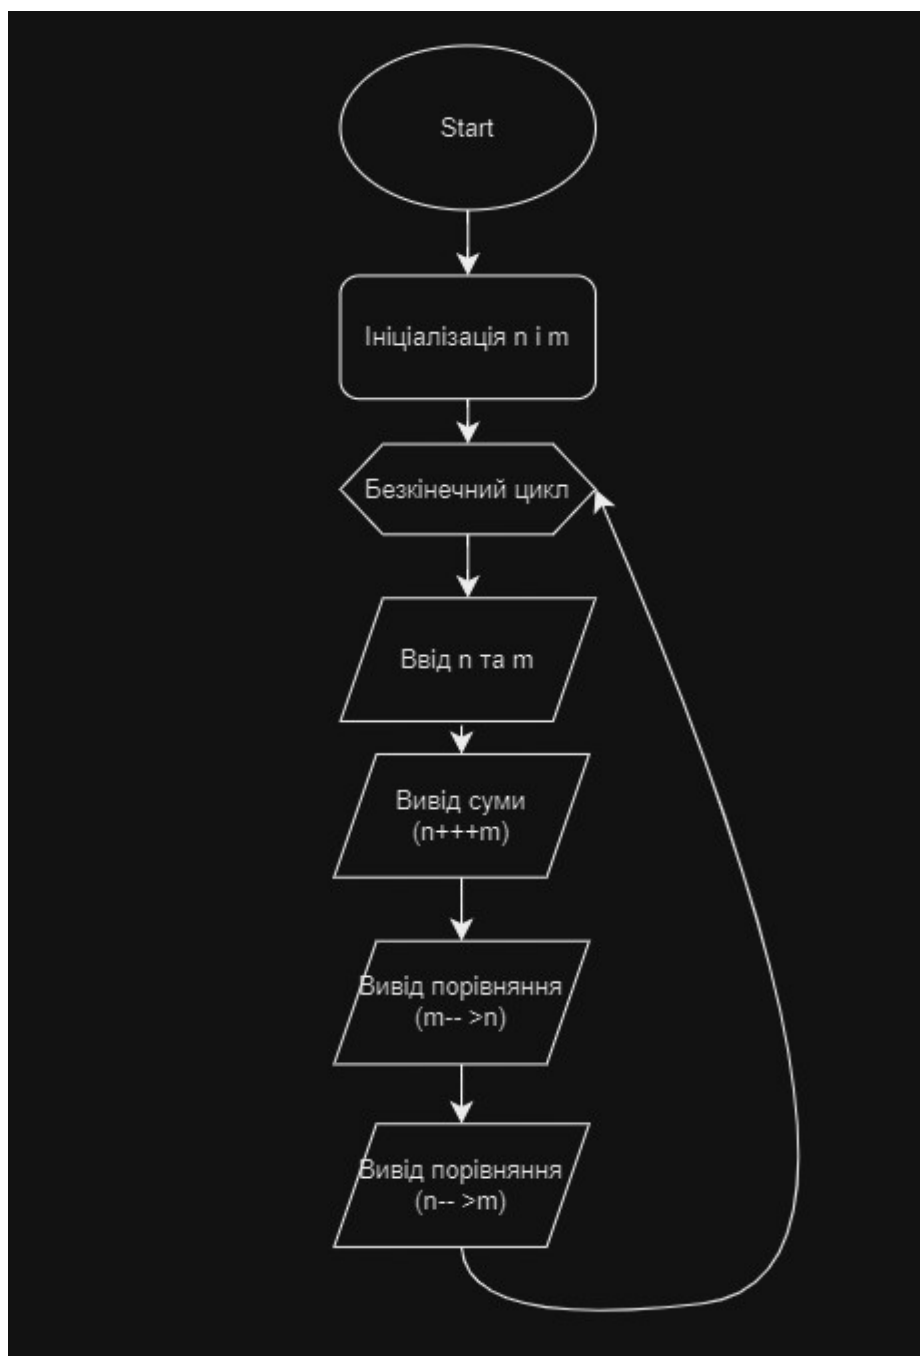 Start
Ініціалізація n і m
Безкінечний цикл
Ввід n та m
Вивід суми
(n+++m)
Вивід порівняння
(m-- >n)
Вивід порівняння
(n-- >m)